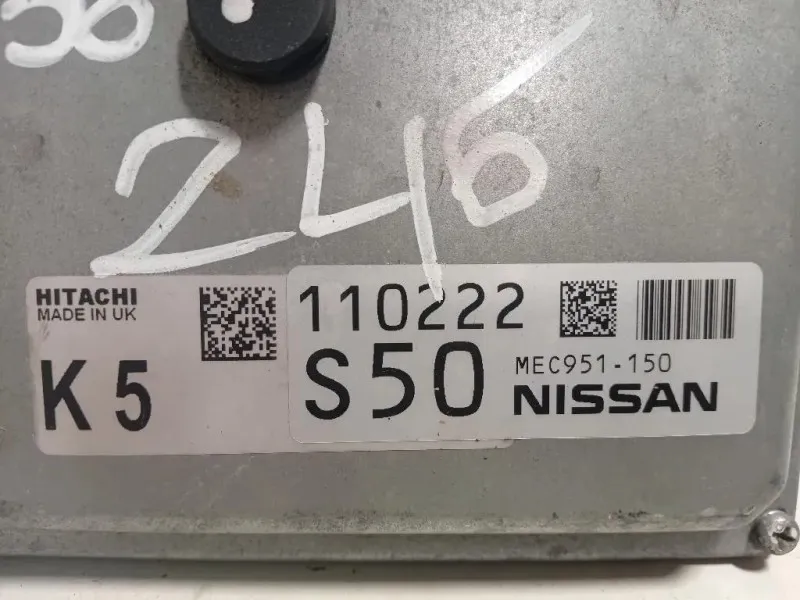 246
HITACHI
MADE IN UK
K 5
110222
S50
MEC951-150
NISSAN